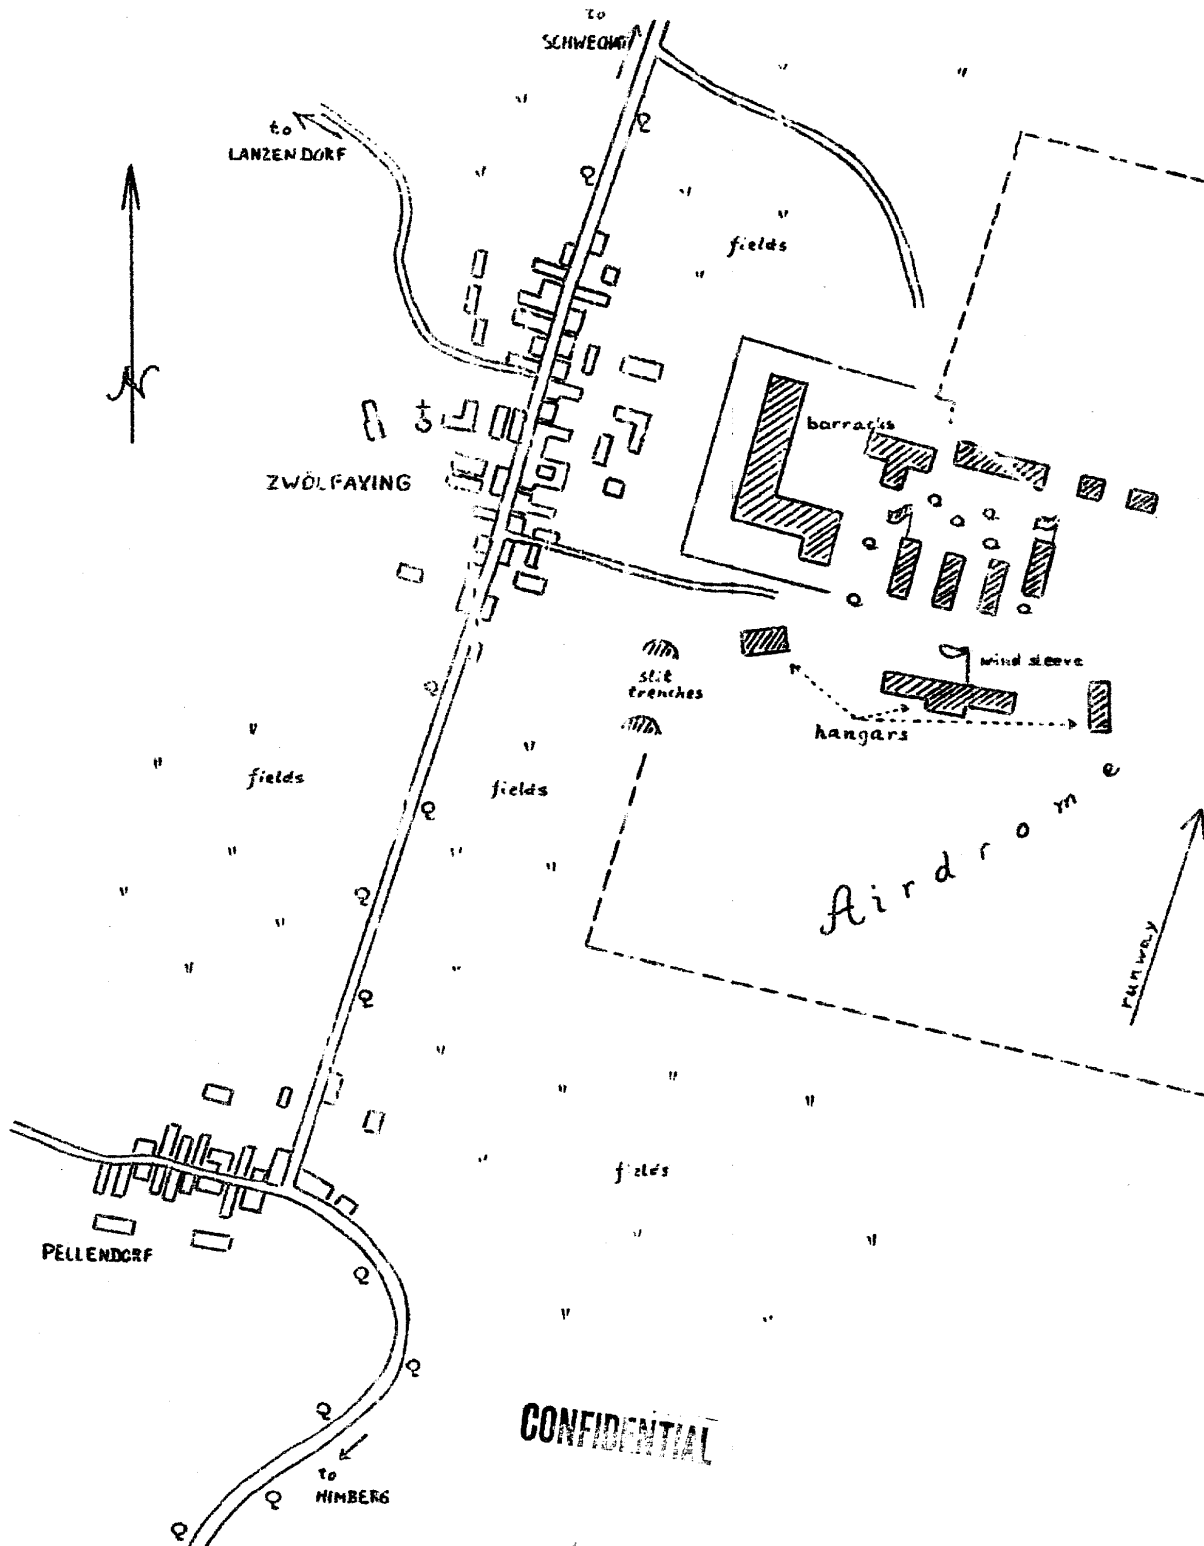 to
SCHWECHAT
to
LANZENDORF
fields
N
barracks
ZWÖLFAXING
wind sleeve
slit
trenches
hangars
fields
fields
Airdrome
runway
fields
PELLENDORF
CONFIDENTIAL
to
HIMBERG